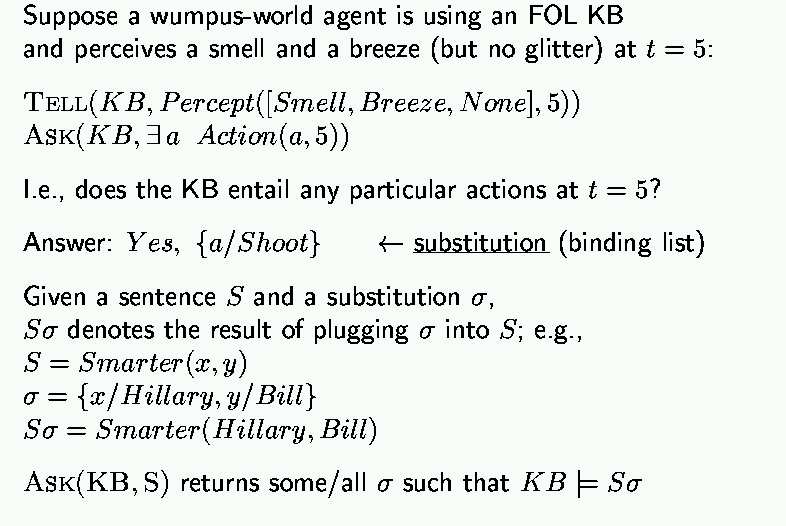 Suppose a wumpus-world agent is using an FOL KB
and perceives a smell and a breeze (but no glitter) at t = 5:
TELL(KB, Percept([Smell, Breeze, None], 5))
ASK(KB, ∃ a Action(a, 5))
I.e., does the KB entail any particular actions at t = 5?
Answer: Yes, {a/Shoot} ← substitution (binding list)
Given a sentence S and a substitution σ,
Sσ denotes the result of plugging σ into S; e.g.,
S = Smarter(x, y)
σ = {x/Hillary, y/Bill}
Sσ = Smarter(Hillary, Bill)
ASK(KB, S) returns some/all σ such that KB ⊨ Sσ